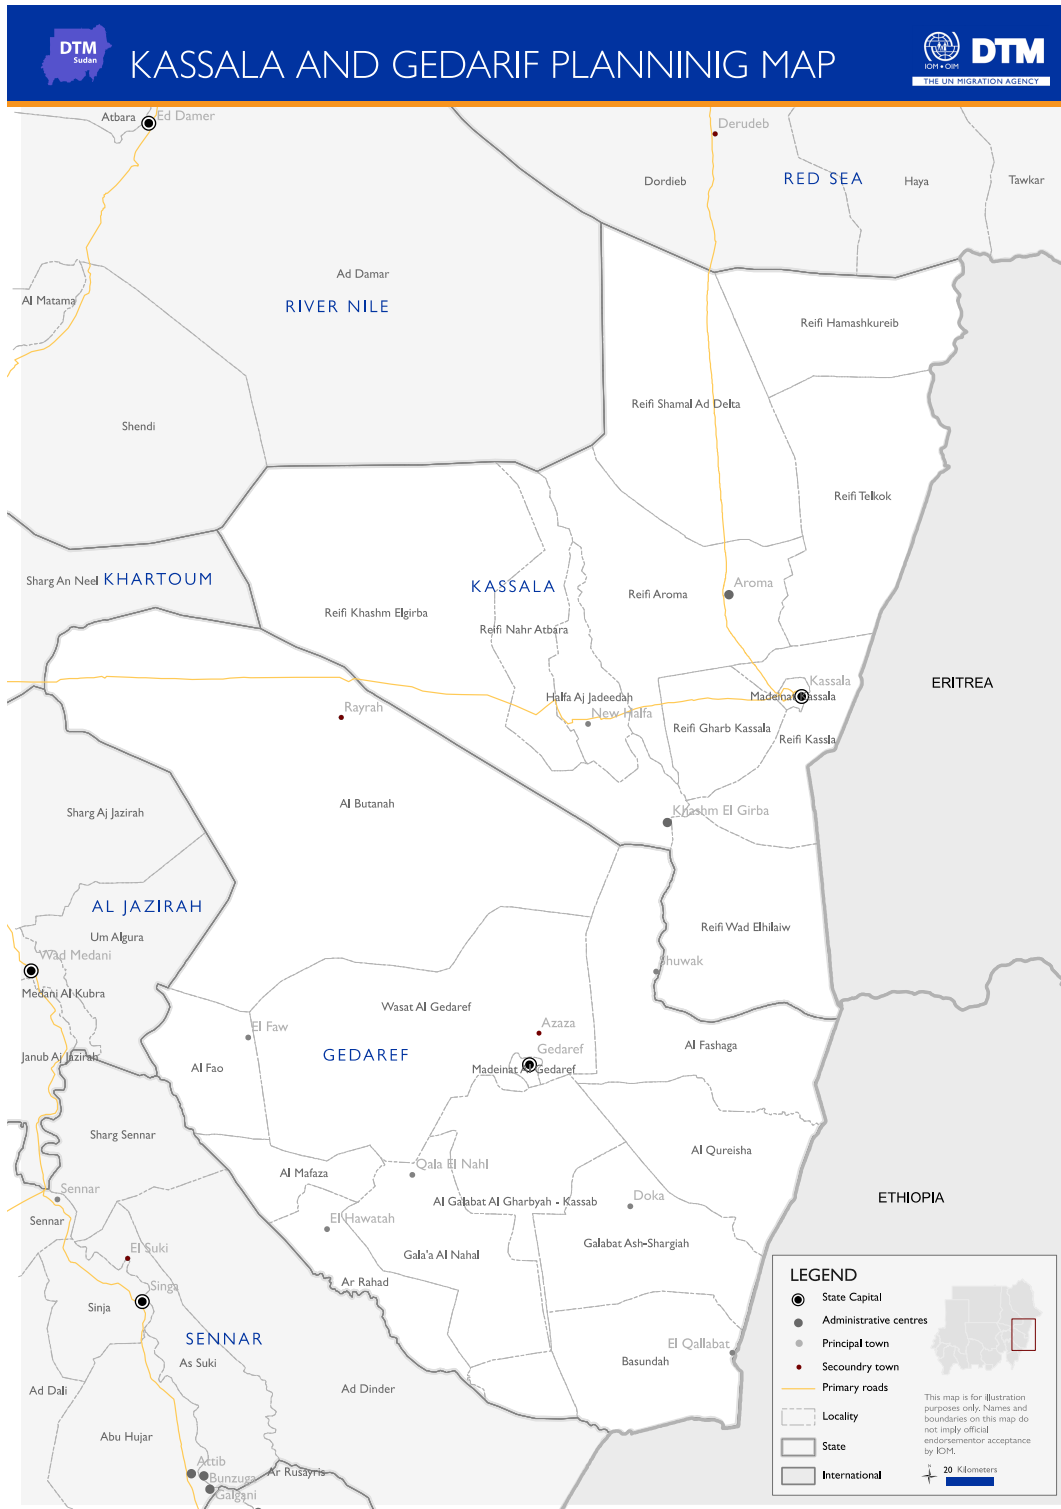 DTM
Sudan
KASSALA AND GEDARIF PLANNINIG MAP
IOM • OIM
DTM
THE UN MIGRATION AGENCY
Atbara
Ed Damer
Derudeb
Dordieb
RED SEA
Haya
Tawkar
Ad Damar
Al Matama
RIVER NILE
Reifi Hamashkureib
Reifi Shamal Ad Delta
Shendi
Reifi Telkok
Sharg An Neel
KHARTOUM
KASSALA
Reifi Aroma
Aroma
Reifi Khashm Elgirba
Reifi Nahr Atbara
Kassala
ERITREA
Halfa Aj Jadeedah
Madeinat Kassala
Rayrah
New Halfa
Reifi Gharb Kassala
Reifi Kassla
Al Butanah
Sharg Aj Jazirah
Khashm El Girba
AL JAZIRAH
Um Algura
Reifi Wad Elhilaiw
Wad Medani
Shuwak
Medani Al Kubra
Wasat Al Gedaref
El Faw
Azaza
GEDAREF
Gedaref
Al Fashaga
Janub Aj Jazirah
Al Fao
Madeinat Al Gedaref
Sharg Sennar
Al Qureisha
Al Mafaza
Qala El Nahl
Sennar
Al Galabat Al Gharbyah - Kassab
Doka
ETHIOPIA
Sennar
El Hawatah
Galabat Ash-Shargiah
El Suki
Gala'a Al Nahal
Ar Rahad
Singa
Sinja
SENNAR
El Qallabat
As Suki
Basundah
Ad Dali
Ad Dinder
Abu Hujar
Attib
Ar Rusayris
Bunzuga
Galgani
LEGEND
State Capital
Administrative centres
Principal town
Secoundry town
Primary roads
Locality
State
International
This map is for illustration
purposes only. Names and
boundaries on this map do
not imply official
endorsementor acceptance
by IOM.
N
20 Kilometers